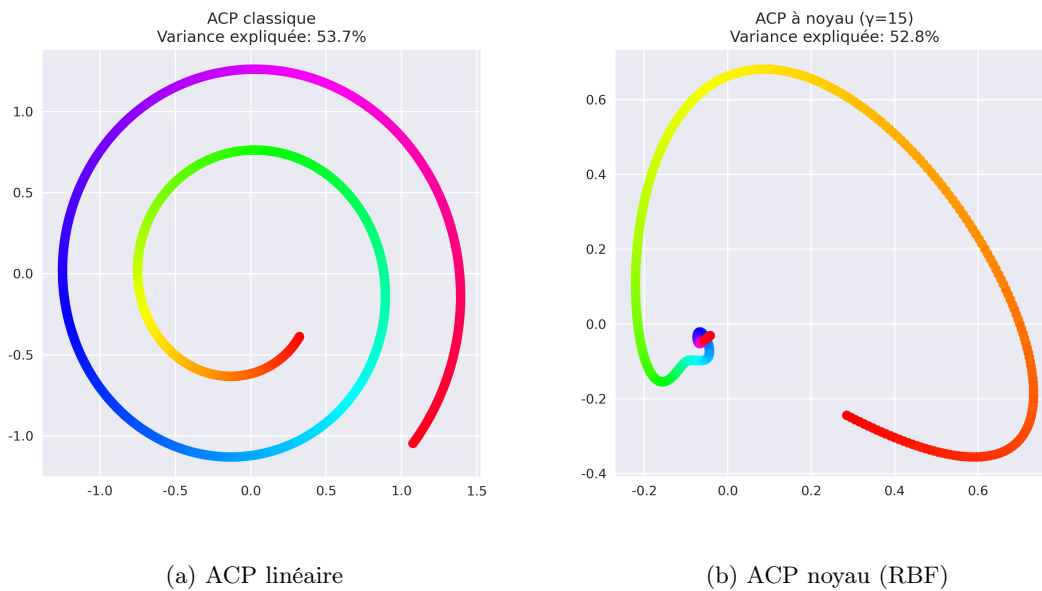 ACP classique
Variance expliquée: 53.7%
1.0
0.5
0.0
-0.5
-1.0
-1.0 -0.5 0.0 0.5 1.0 1.5
(a) ACP linéaire
ACP à noyau (γ=15)
Variance expliquée: 52.8%
0.6
0.4
0.2
0.0
-0.2
-0.4
-0.2 0.0 0.2 0.4 0.6
(b) ACP noyau (RBF)